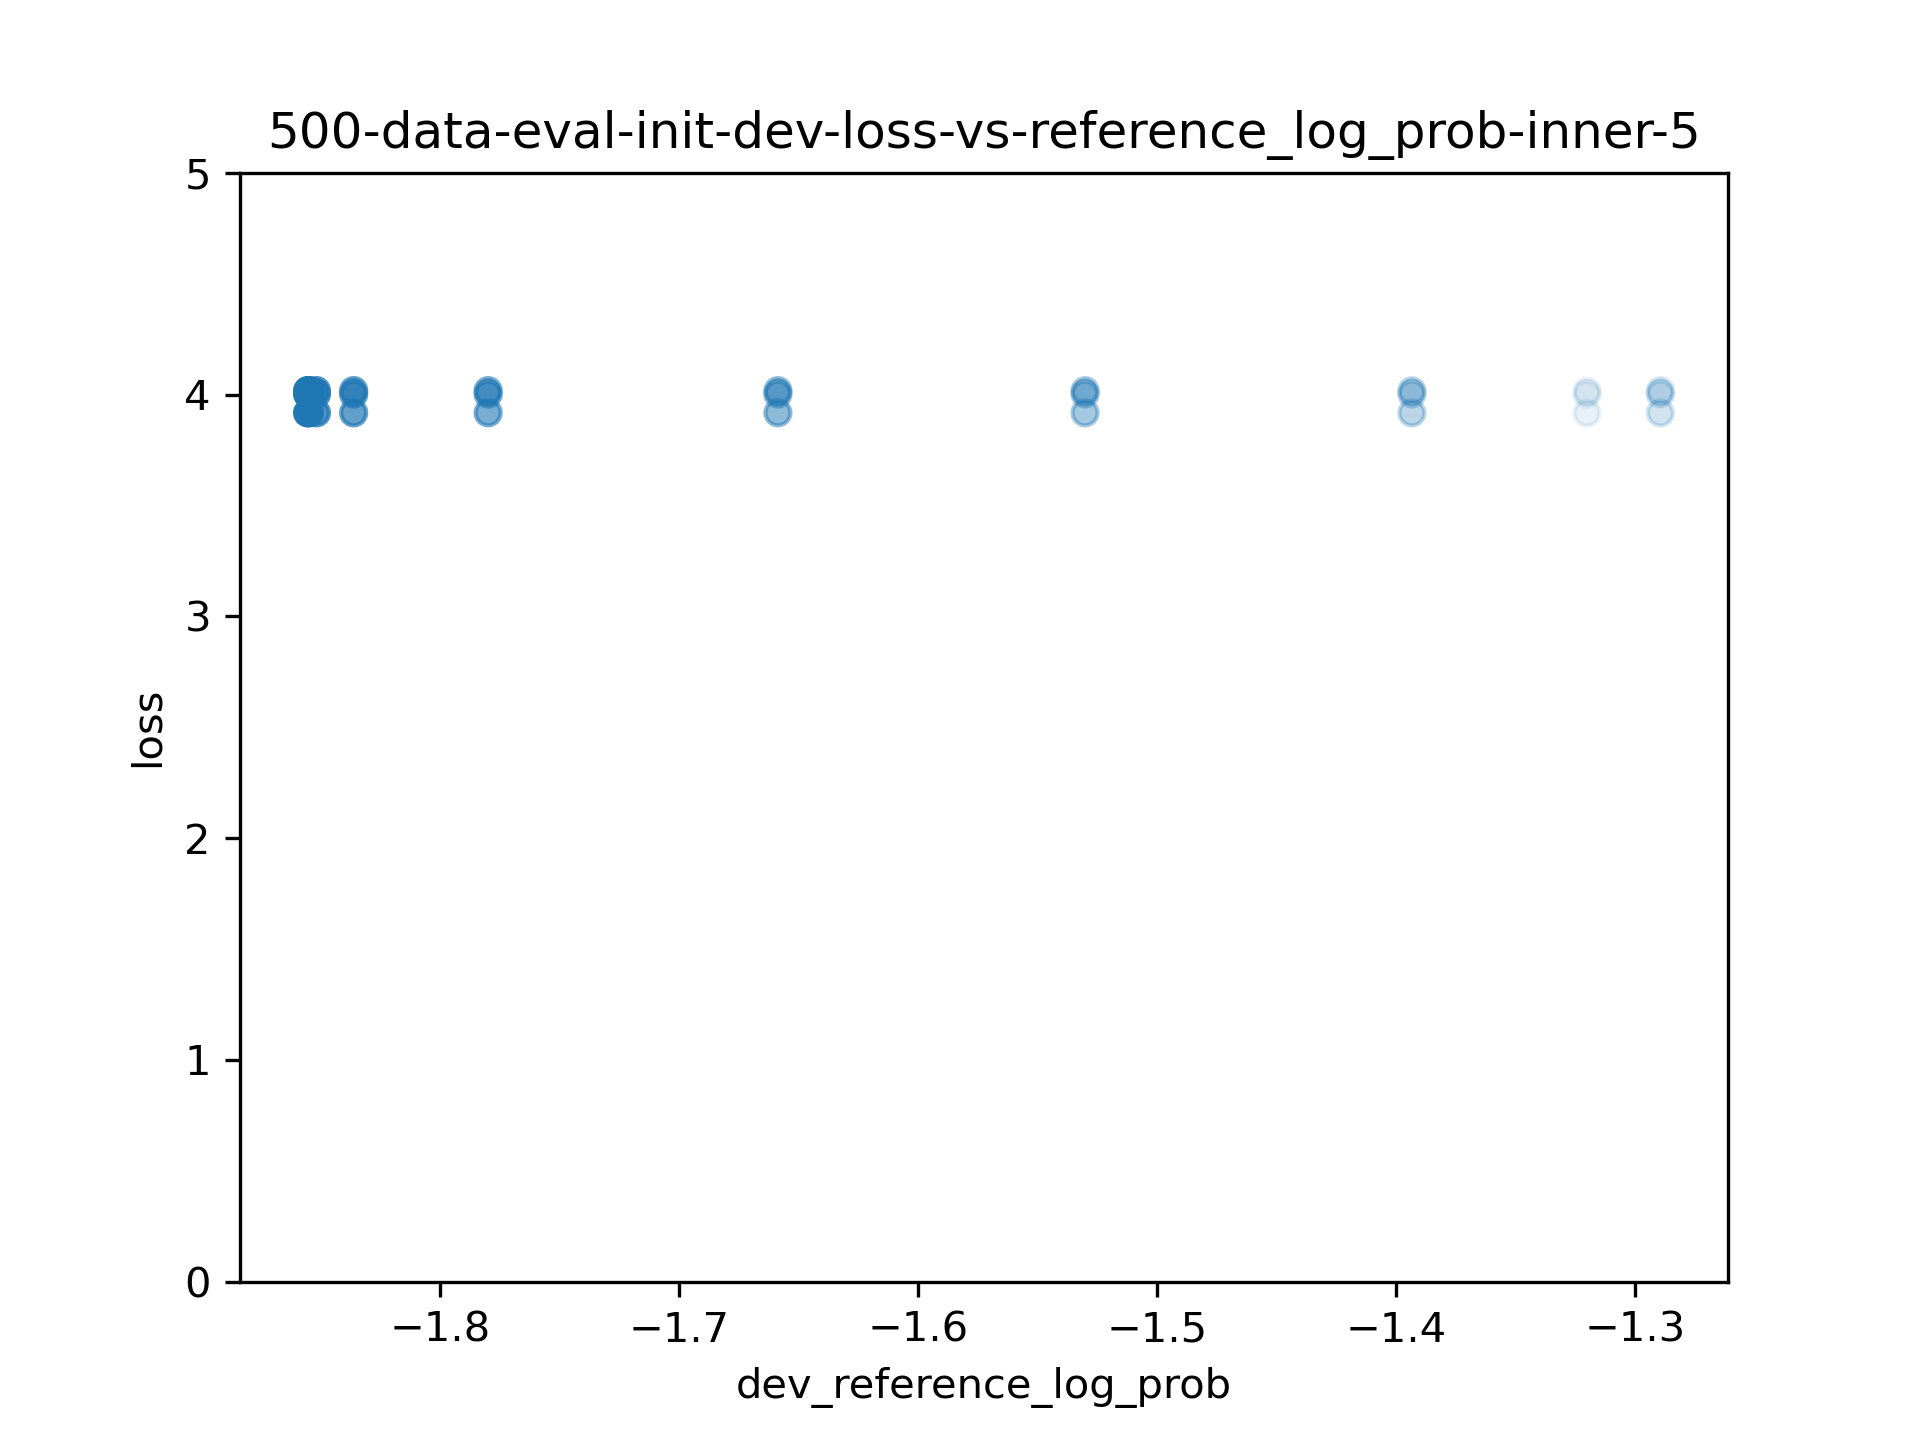 500-data-eval-init-dev-loss-vs-reference_log_prob-inner-5
5
4
3
2
1
0
loss
−1.8 −1.7 −1.6 −1.5 −1.4 −1.3
dev_reference_log_prob